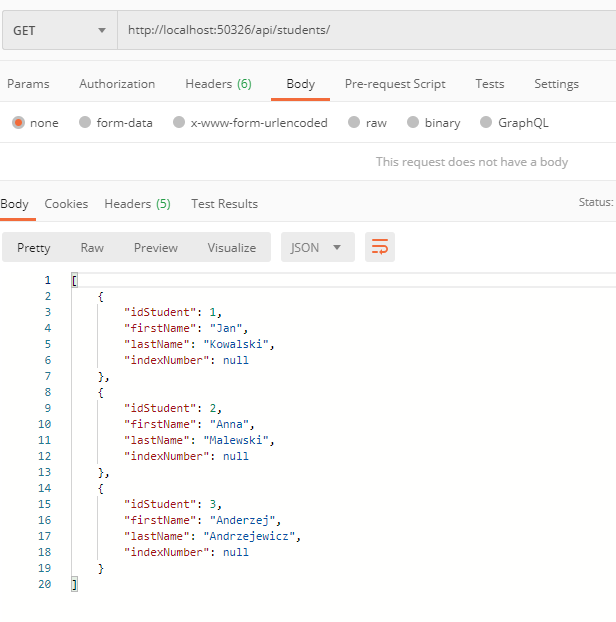 GET http://localhost:50326/api/students/
Params Authorization Headers (6) Body Pre-request Script Tests Settings
none form-data x-www-form-urlencoded raw binary GraphQL
This request does not have a body
Body Cookies Headers (5) Test Results Status:
Pretty Raw Preview Visualize JSON
1 [
2 {
3 "idStudent": 1,
4 "firstName": "Jan",
5 "lastName": "Kowalski",
6 "indexNumber": null
7 },
8 {
9 "idStudent": 2,
10 "firstName": "Anna",
11 "lastName": "Malewski",
12 "indexNumber": null
13 },
14 {
15 "idStudent": 3,
16 "firstName": "Anderzej",
17 "lastName": "Andrzejewicz",
18 "indexNumber": null
19 }
20 ]